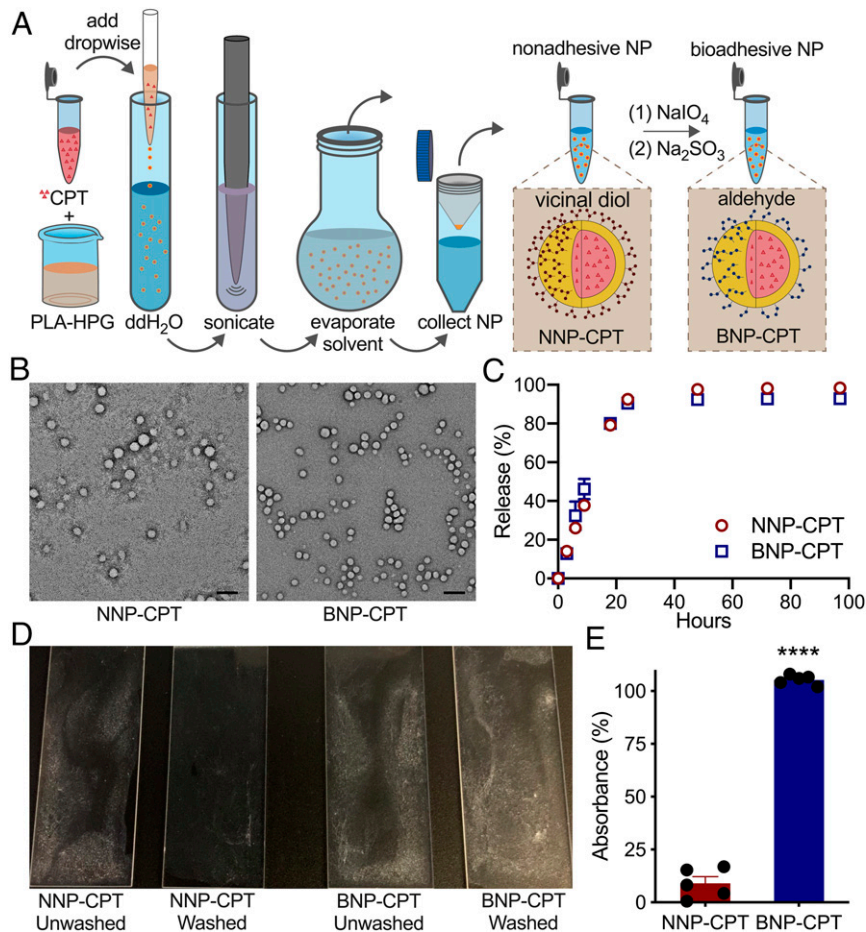 A
add
dropwise
CPT
+
PLA-HPG
ddH₂O
sonicate
evaporate
solvent
collect NP
nonadhesive NP
bioadhesive NP
(1) NaIO₄
(2) Na₂SO₃
vicinal diol
aldehyde
NNP-CPT
BNP-CPT
B
NNP-CPT
BNP-CPT
C
Release (%)
100
80
60
40
20
0
NNP-CPT
BNP-CPT
0 20 40 60 80 100
Hours
D
NNP-CPT
Unwashed
NNP-CPT
Washed
BNP-CPT
Unwashed
BNP-CPT
Washed
E
****
Absorbance (%)
100
75
50
25
0
NNP-CPT BNP-CPT